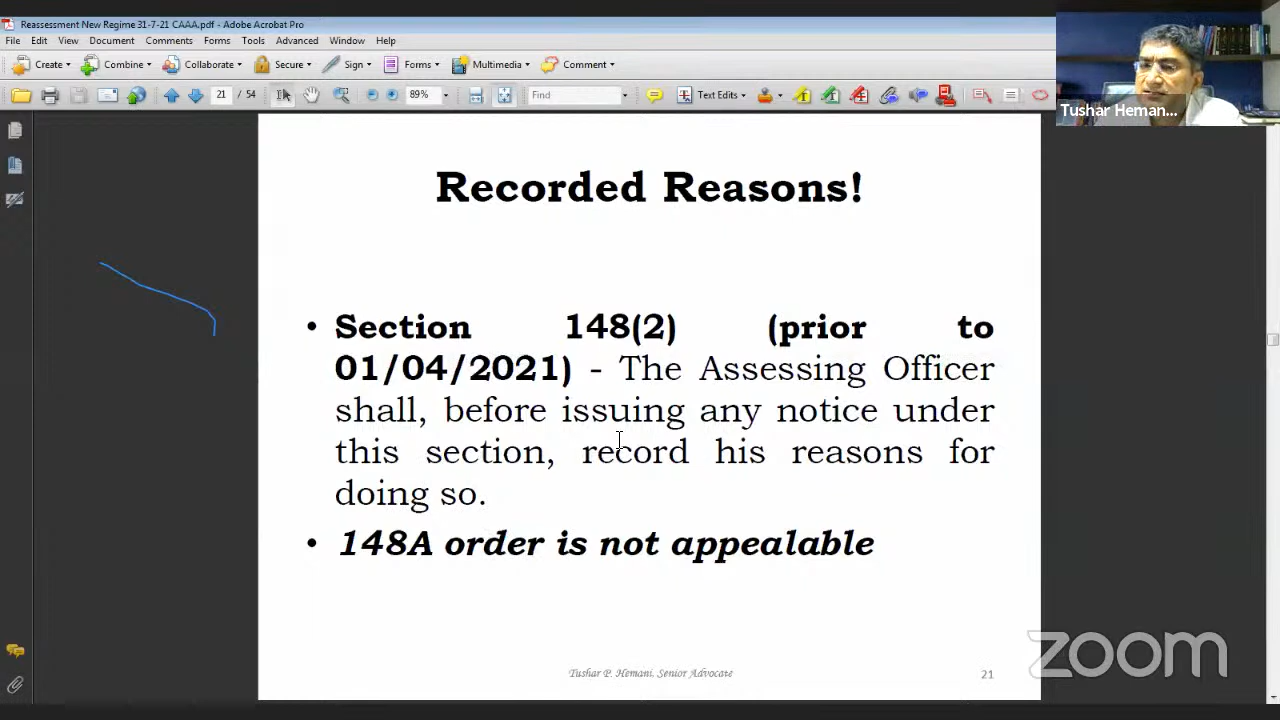 Reassessment New Regime 31-7-21 CAAA.pdf - Adobe Acrobat Pro
File Edit View Document Comments Forms Tools Advanced Window Help
Create Combine Collaborate Secure Sign Forms Multimedia Comment
21 / 54 89% Find Text Edits
Tushar Heman...
Recorded Reasons!
• Section 148(2) (prior to
01/04/2021) - The Assessing Officer
shall, before issuing any notice under
this section, record his reasons for
doing so.
• 148A order is not appealable
Tushar P. Hemani, Senior Advocate
21
zoom